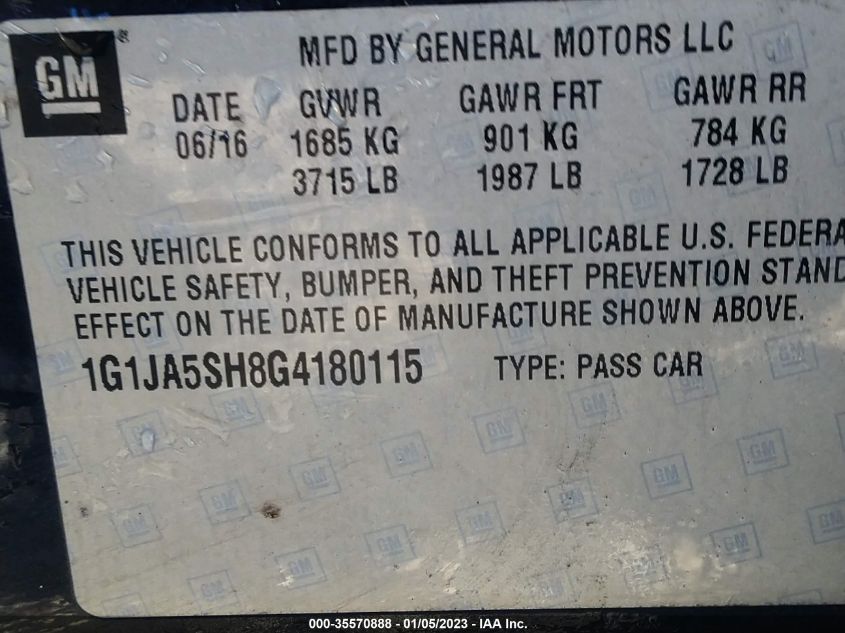 GM
MFD BY GENERAL MOTORS LLC
DATE GVWR GAWR FRT GAWR RR
06/16 1685 KG 901 KG 784 KG
3715 LB 1987 LB 1728 LB
THIS VEHICLE CONFORMS TO ALL APPLICABLE U.S. FEDERA
VEHICLE SAFETY, BUMPER, AND THEFT PREVENTION STAND
EFFECT ON THE DATE OF MANUFACTURE SHOWN ABOVE.
1G1JA5SH8G4180115 TYPE: PASS CAR
000-35570888 - 01/05/2023 - IAA Inc.